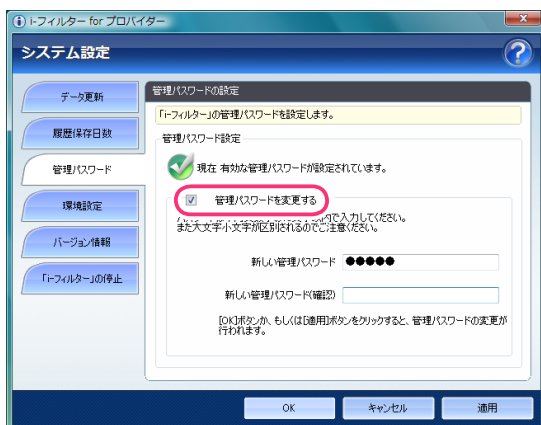 i-フィルター for プロバイダー
システム設定
データ更新
履歴保存日数
管理パスワード
環境設定
バージョン情報
「i-フィルター」の停止
管理パスワードの設定
「i-フィルター」の管理パスワードを設定します。
管理パスワード設定
現在 有効な管理パスワードが設定されています。
管理パスワードを変更する
で入力してください。
また大文字小文字が区別されるのでご注意ください。
新しい管理パスワード ●●●●●
新しい管理パスワード(確認)
[OK]ボタンか、もしくは[適用]ボタンをクリックすると、管理パスワードの変更が
行われます。
OK キャンセル 適用